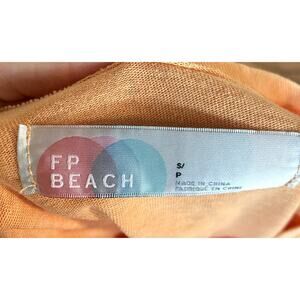 FP
BEACH
S/
P
MADE IN CHINA
FABRIQUÉ EN CHINE